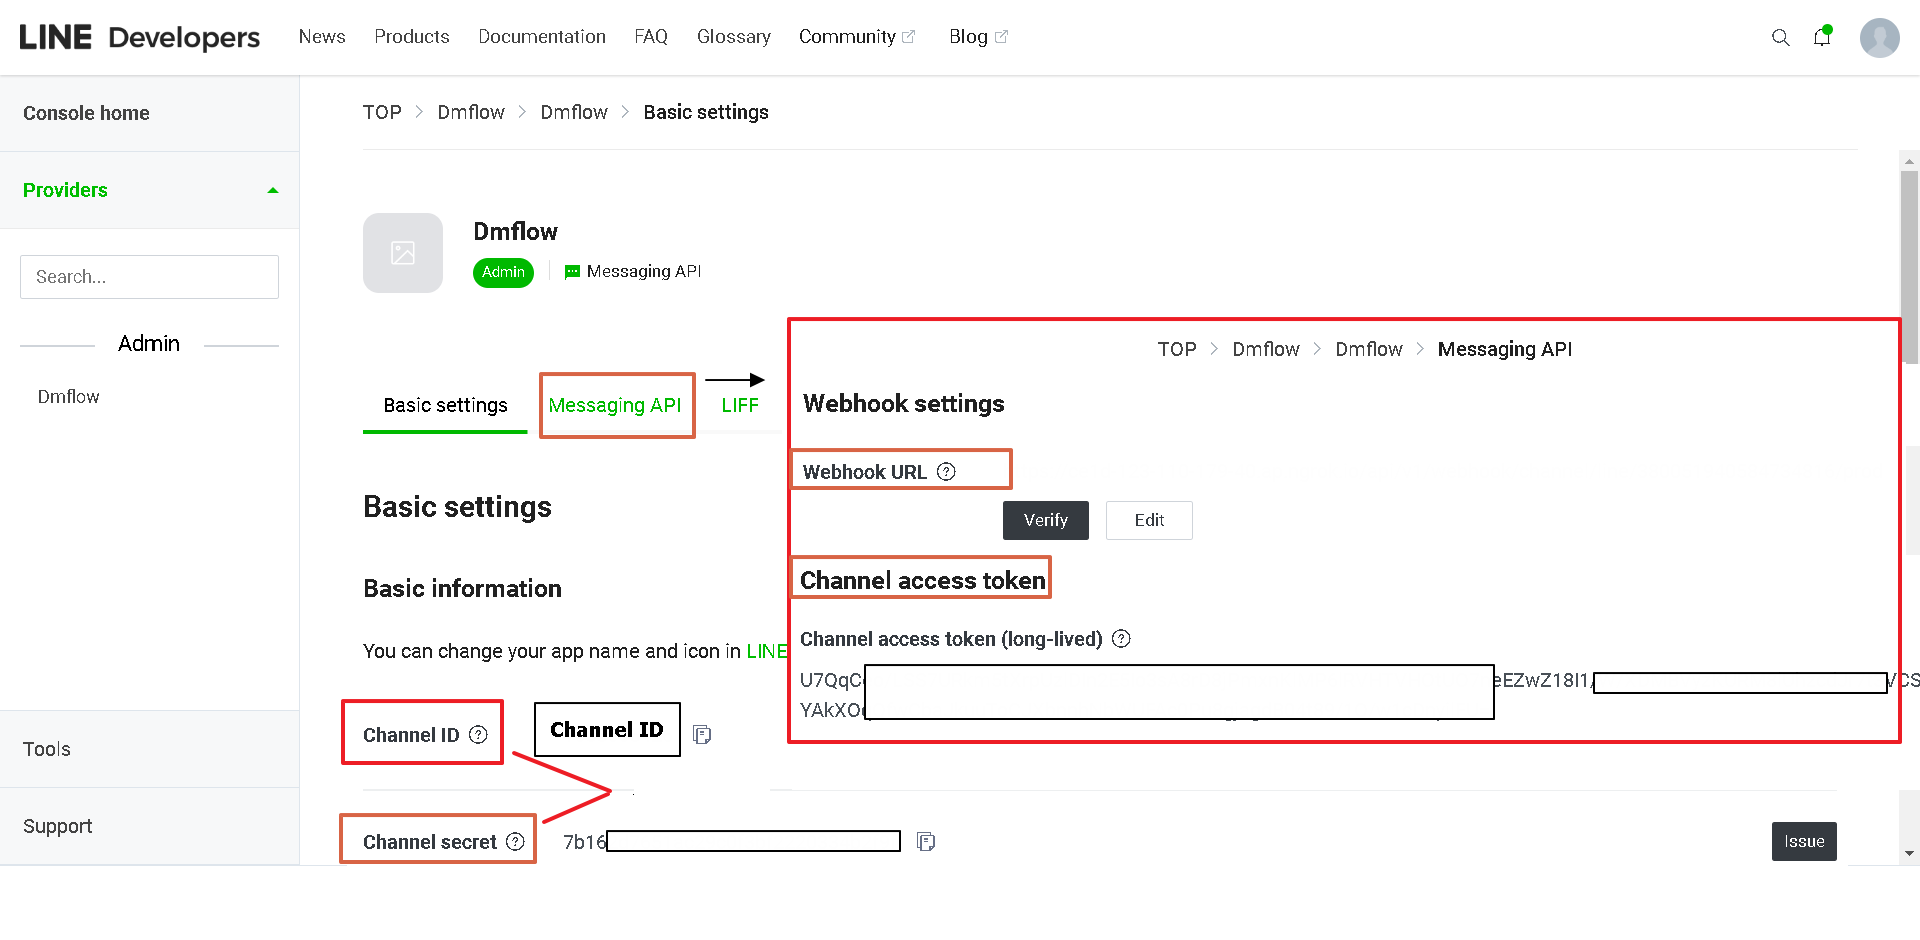 LINE Developers
News Products Documentation FAQ Glossary Community Blog
Console home
Providers
Search...
Admin
Dmflow
Tools
Support
TOP > Dmflow > Dmflow > Basic settings
Dmflow
Admin
Messaging API
Basic settings Messaging API LIFF
Basic settings
Basic information
You can change your app name and icon in LINE
Channel ID ? Channel ID
Channel secret ? 7b16
Issue
TOP > Dmflow > Dmflow > Messaging API
Webhook settings
Webhook URL ?
Verify Edit
Channel access token
Channel access token (long-lived) ?
U7QqC eEZwZ18I1/ VCS
YAkXO